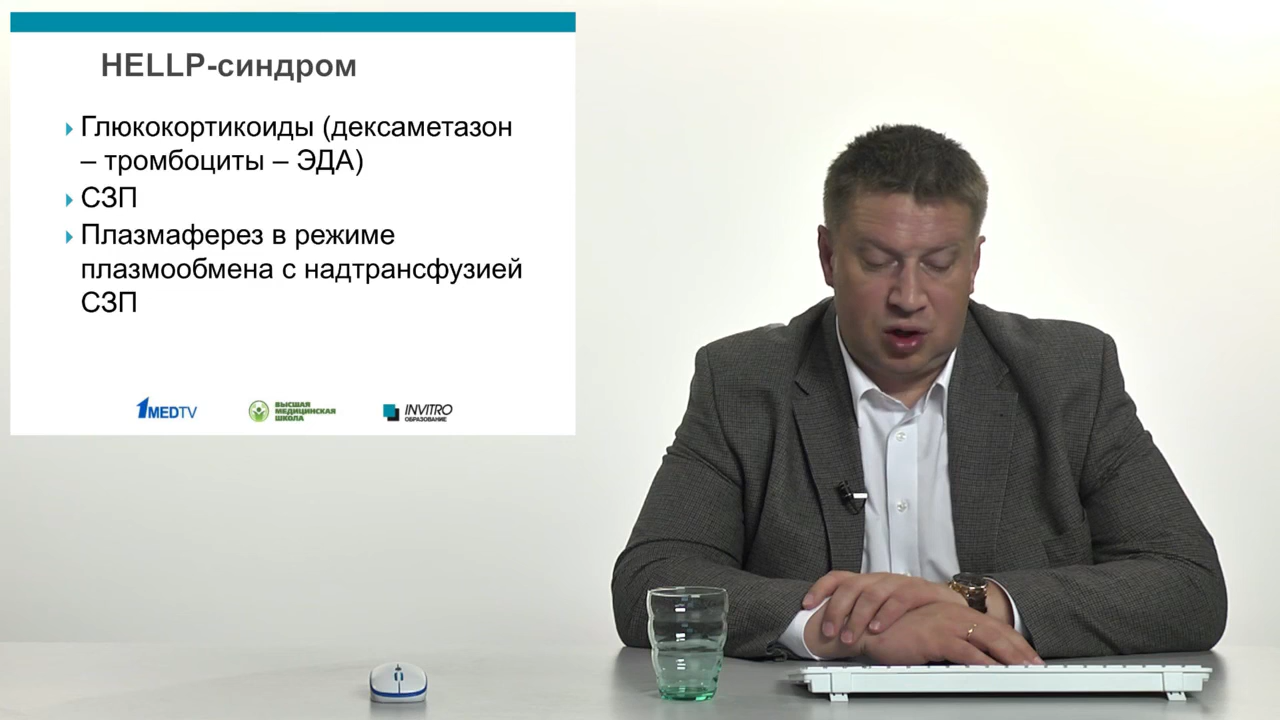 HELLP-синдром
Глюкокортикоиды (дексаметазон
– тромбоциты – ЭДА)
СЗП
Плазмаферез в режиме
плазмообмена с надтрансфузией
СЗП
1MEDTV
ВЫСШАЯ
МЕДИЦИНСКАЯ
ШКОЛА
INVITRO
ОБРАЗОВАНИЕ